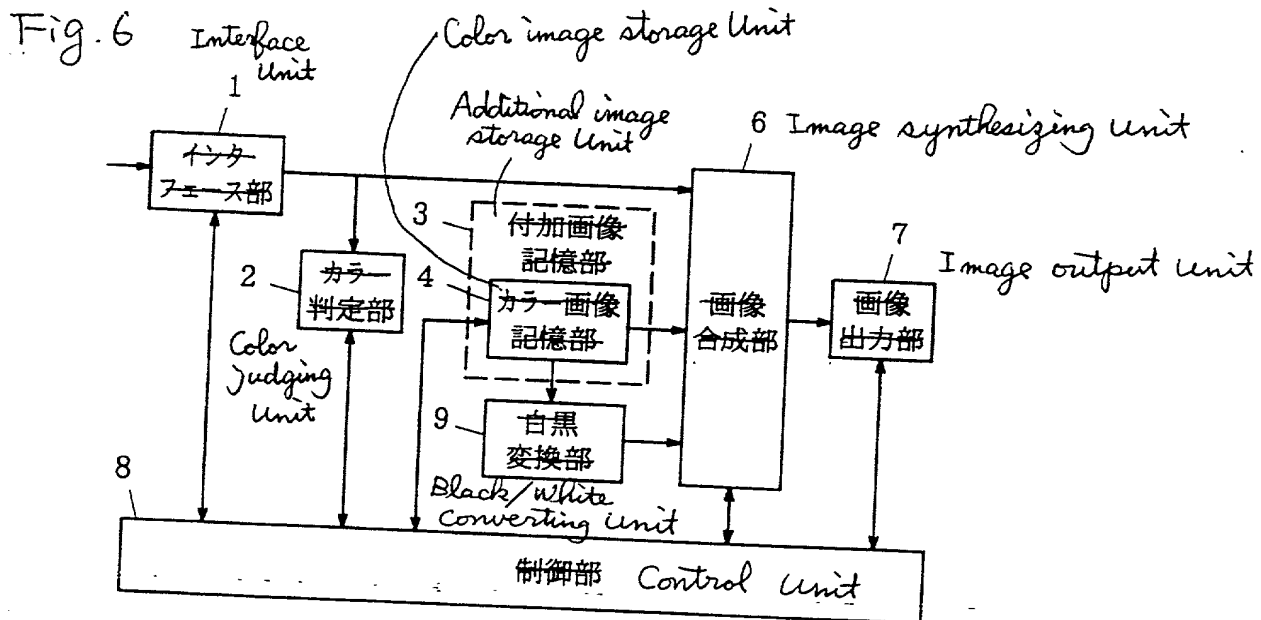 Fig. 6
Interface
Unit
Color image storage Unit
1
Additional image
storage Unit
6 Image synthesizing Unit
インター
フェース部
3
付加画像
記憶部
7
Image output Unit
2
カラー
判定部
4
カラー画像
記憶部
画像
合成部
画像
出力部
Color
judging
Unit
9
白黒
変換部
8
Black/White
Converting Unit
制御部 Control Unit